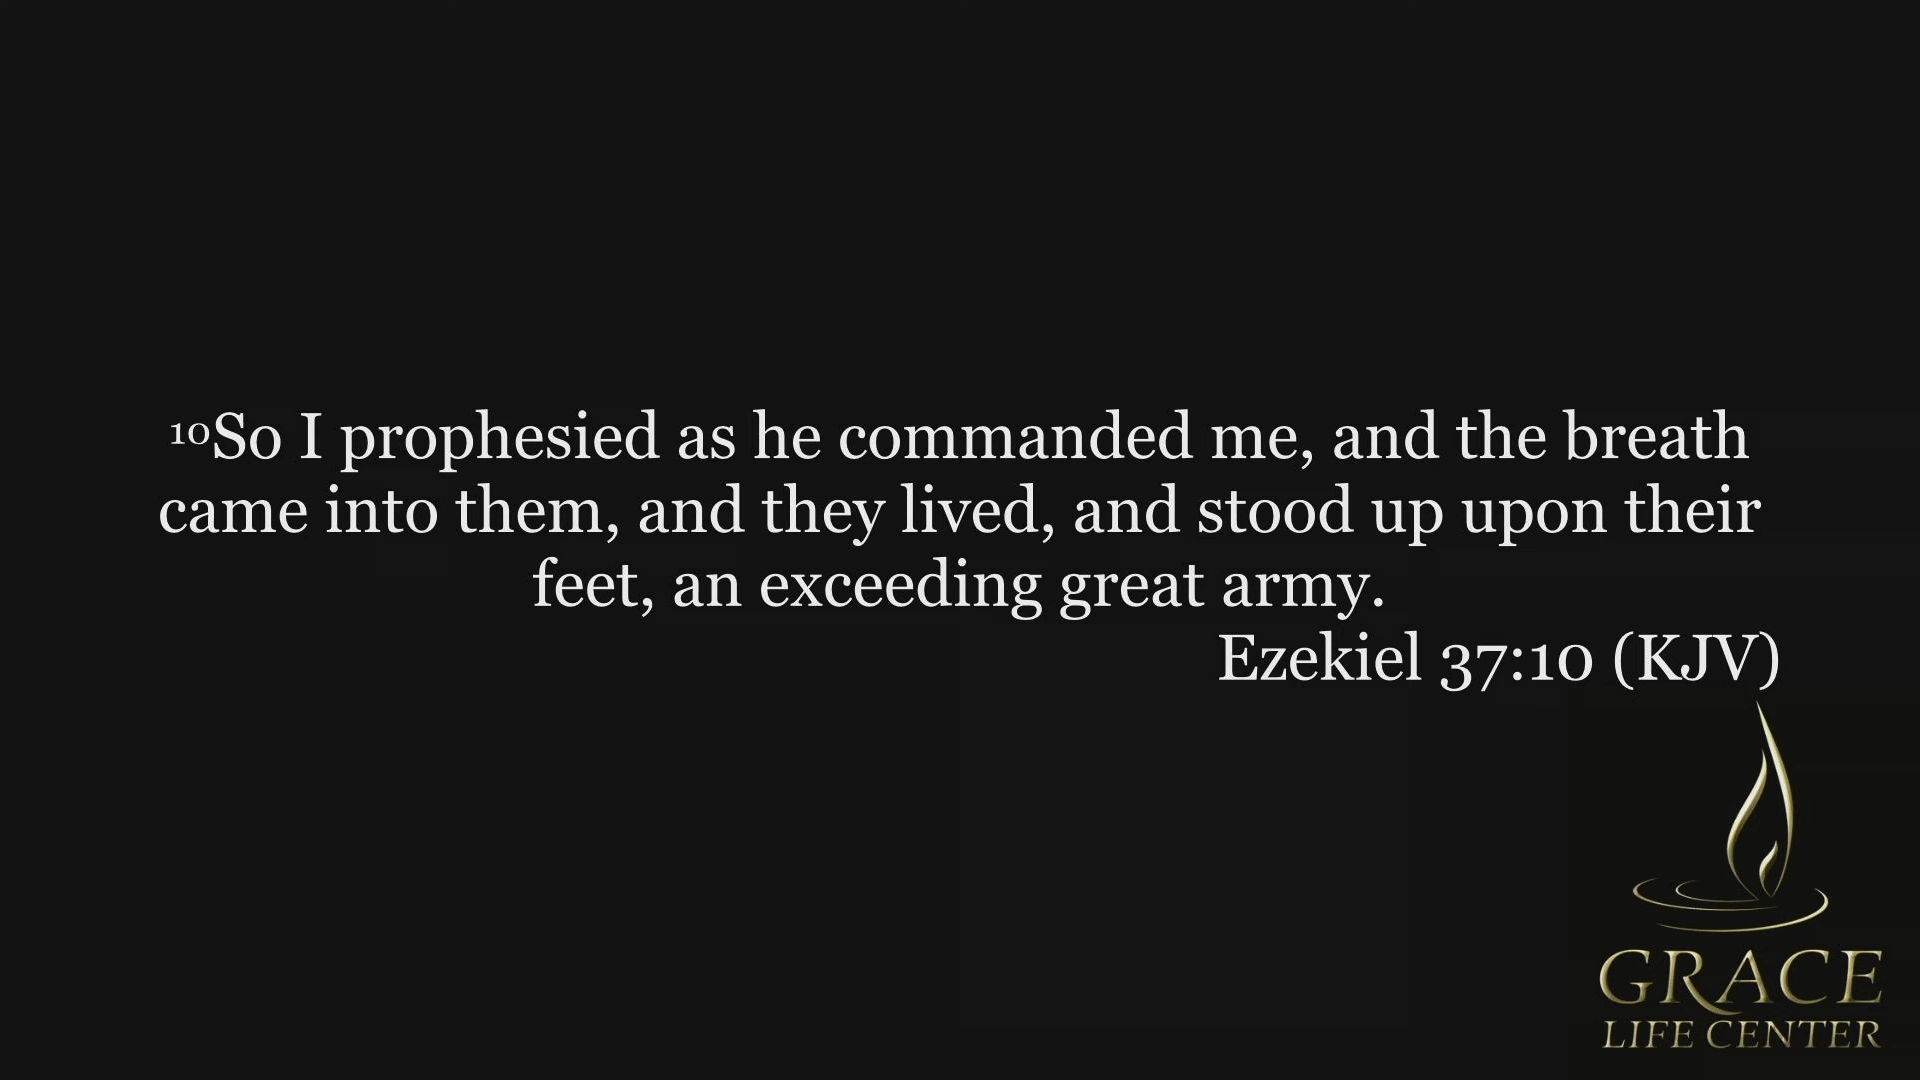 ¹⁰So I prophesied as he commanded me, and the breath
came into them, and they lived, and stood up upon their
feet, an exceeding great army.
Ezekiel 37:10 (KJV)
GRACE
LIFE CENTER